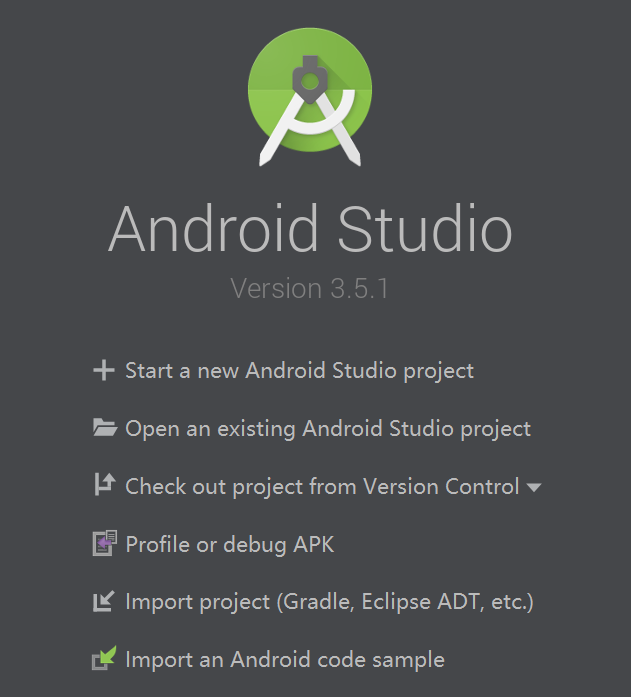 Android Studio
Version 3.5.1
Start a new Android Studio project
Open an existing Android Studio project
Check out project from Version Control
Profile or debug APK
Import project (Gradle, Eclipse ADT, etc.)
Import an Android code sample